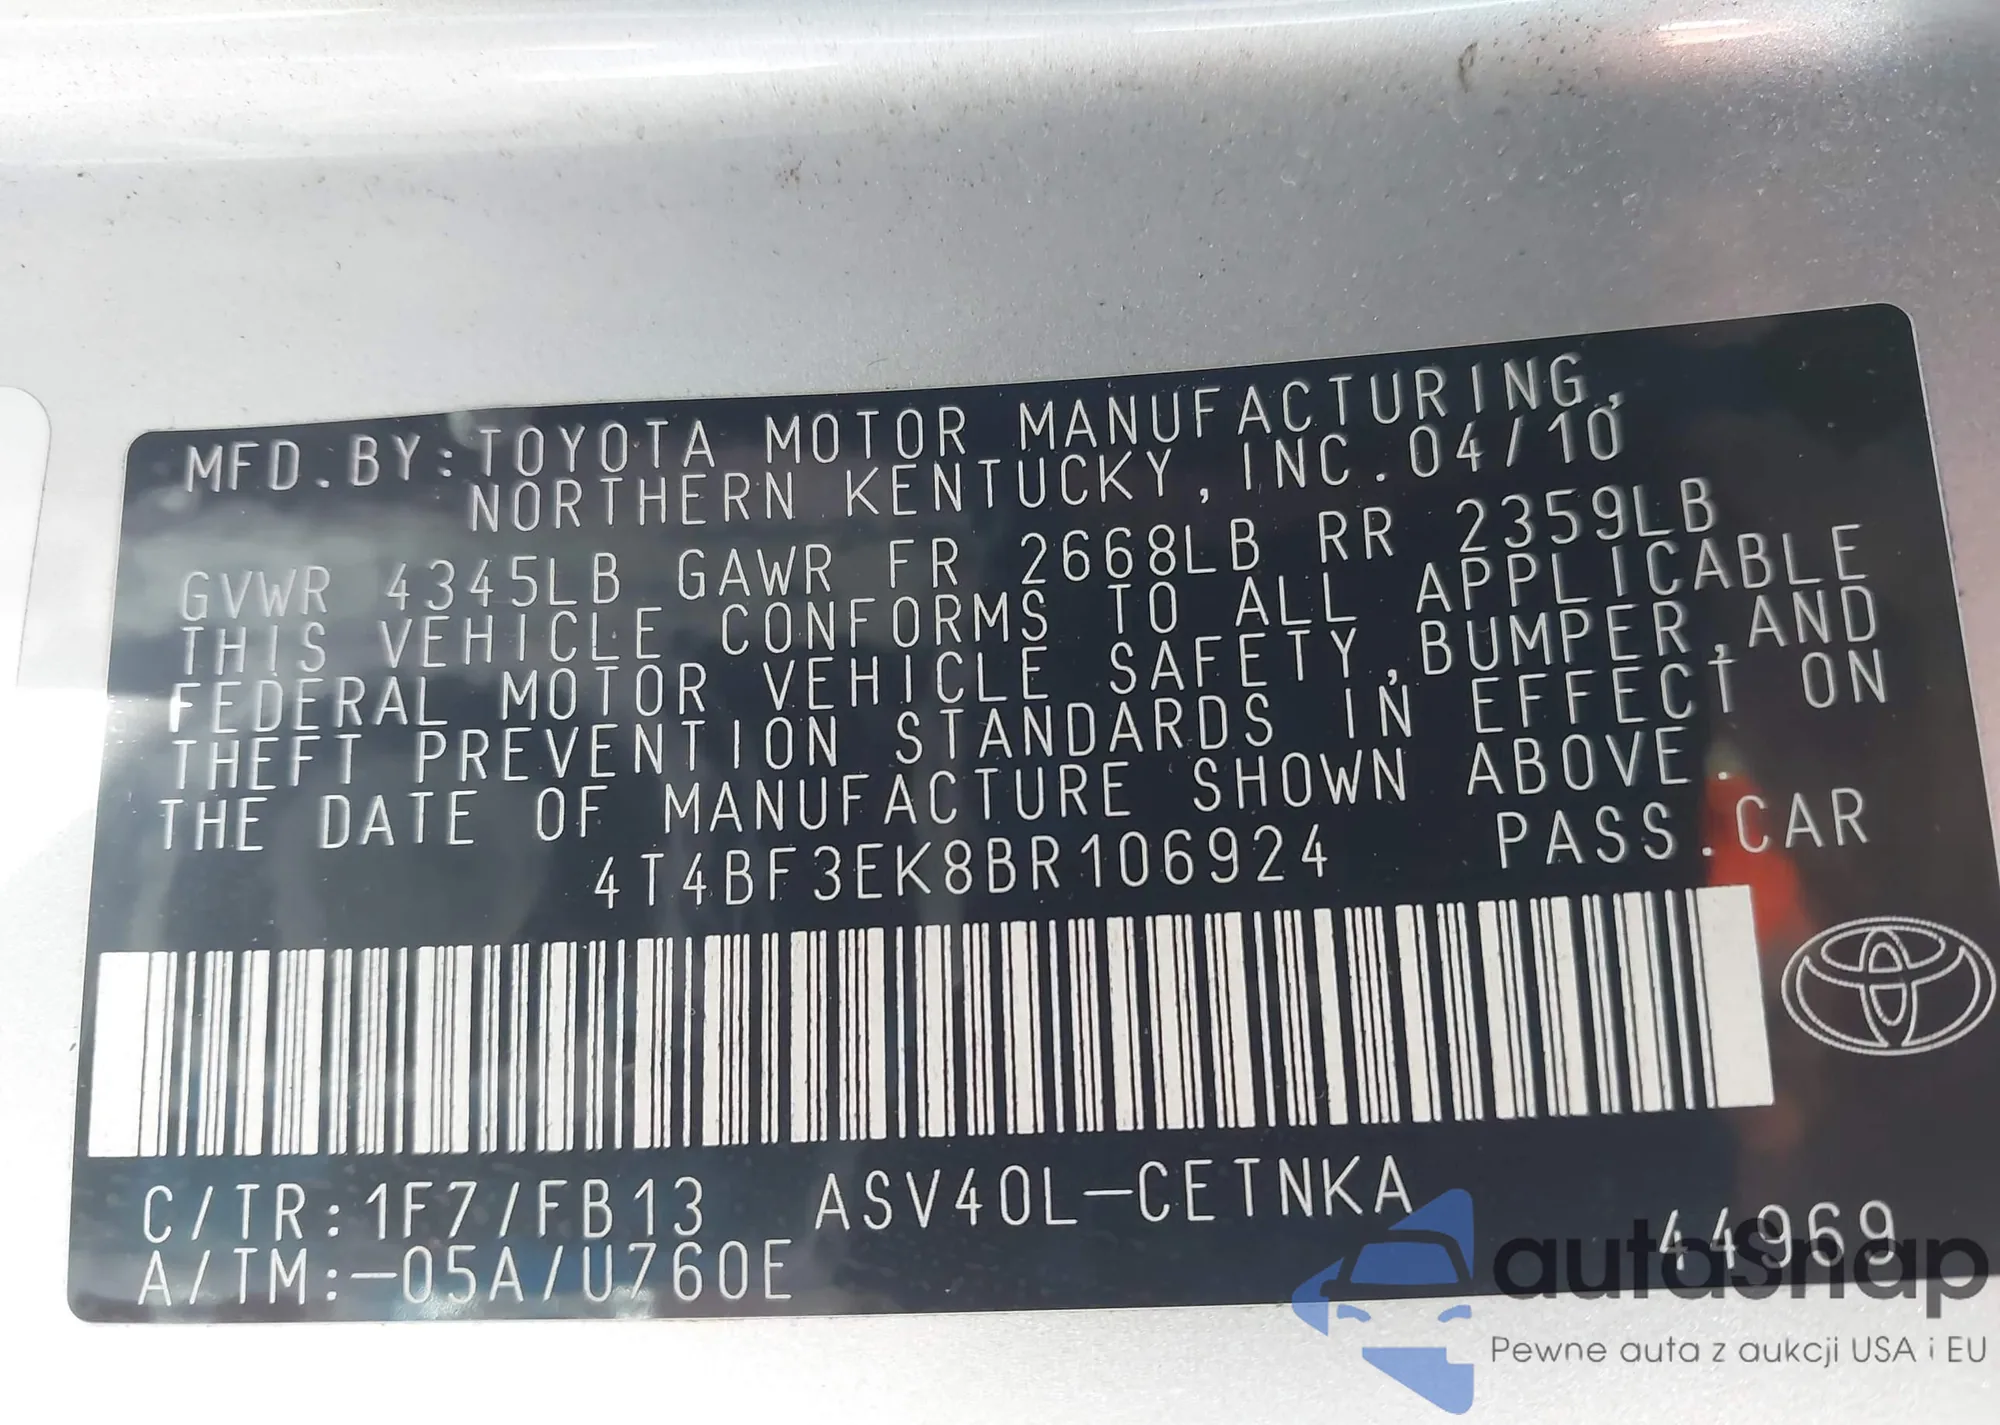 MFD.BY:TOYOTA MOTOR MANUFACTURING,
NORTHERN KENTUCKY, INC.04/10
GVWR 4345LB GAWR FR 2668LB RR 2359LB
THIS VEHICLE CONFORMS TO ALL APPLICABLE
FEDERAL MOTOR VEHICLE SAFETY,BUMPER,AND
THEFT PREVENTION STANDARDS IN EFFECT ON
THE DATE OF MANUFACTURE SHOWN ABOVE.
4T4BF3EK8BR106924 PASS.CAR
C/TR:1F7/FB13 ASV40L-CETNKA
A/TM:-05A/U760E 44969
autosnap
Pewne auta z aukcji USA i EU